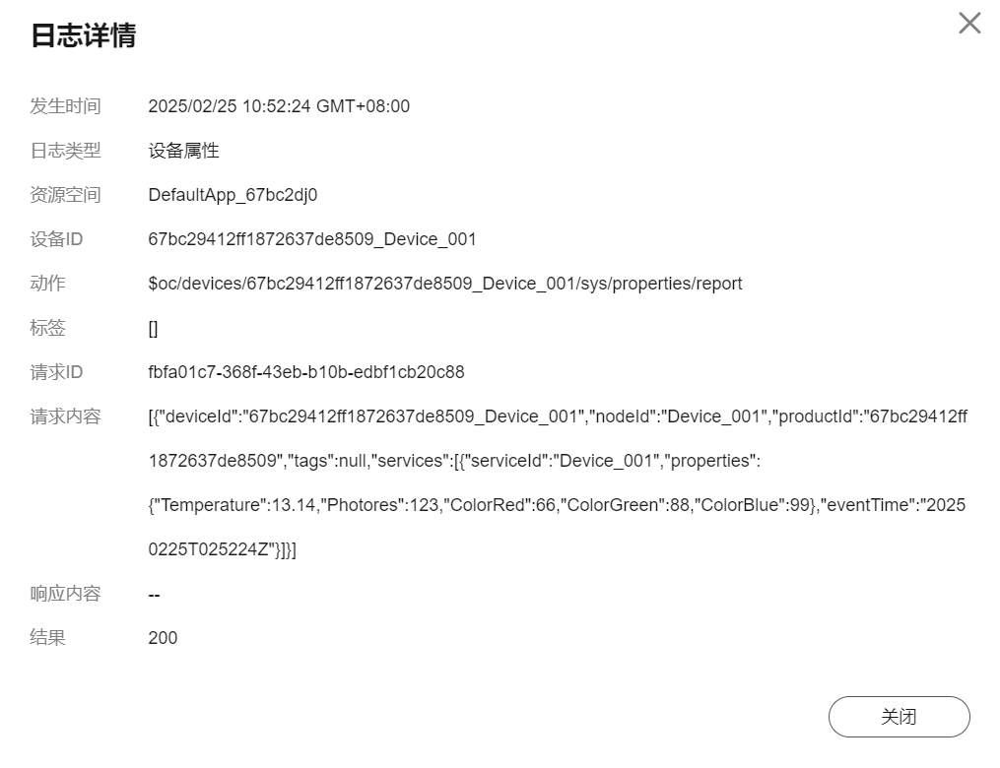 日志详情
发生时间 2025/02/25 10:52:24 GMT+08:00
日志类型 设备属性
资源空间 DefaultApp_67bc2dj0
设备ID 67bc29412ff1872637de8509_Device_001
动作 $oc/devices/67bc29412ff1872637de8509_Device_001/sys/properties/report
标签 []
请求ID fbfa01c7-368f-43eb-b10b-edbf1cb20c88
请求内容 [{"deviceId":"67bc29412ff1872637de8509_Device_001","nodeId":"Device_001","productId":"67bc29412ff
1872637de8509","tags":null,"services":[{"serviceId":"Device_001","properties":
{"Temperature":13.14,"Photores":123,"ColorRed":66,"ColorGreen":88,"ColorBlue":99},"eventTime":"2025
0225T025224Z"}]}]
响应内容 --
结果 200
关闭